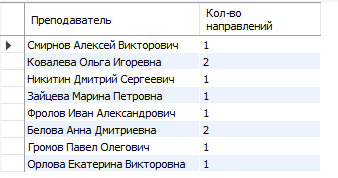 Преподаватель Кол-во направлений
Смирнов Алексей Викторович 1
Ковалева Ольга Игоревна 2
Никитин Дмитрий Сергеевич 1
Зайцева Марина Петровна 1
Фролов Иван Александрович 1
Белова Анна Дмитриевна 2
Громов Павел Олегович 1
Орлова Екатерина Викторовна 1